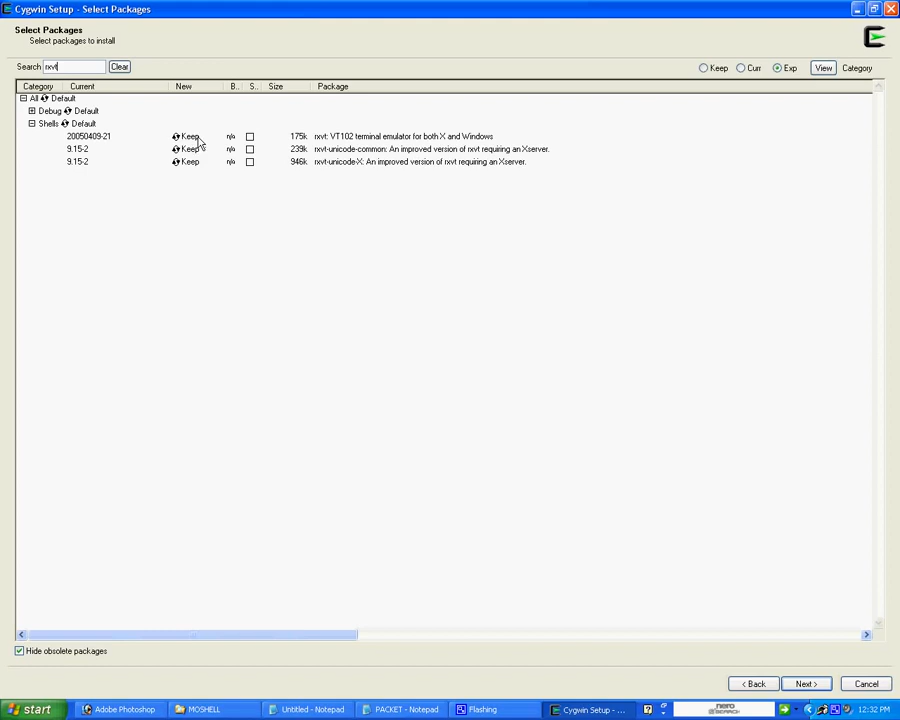 Cygwin Setup - Select Packages
Select Packages
Select packages to install
Search rxvt Clear Keep Curr Exp View Category
Category Current New B.. S.. Size Package
All Default
Debug Default
Shells Default
20050409-21 Keep n/a 175k rxvt: VT102 terminal emulator for both X and Windows
9.15-2 Keep n/a 239k rxvt-unicode-common: An improved version of rxvt requiring an Xserver.
9.15-2 Keep n/a 946k rxvt-unicode-X: An improved version of rxvt requiring an Xserver.
Hide obsolete packages
< Back Next > Cancel
start Adobe Photoshop MOSHELL Untitled - Notepad PACKET - Notepad Flashing Cygwin Setup - ... nero SEARCH 12:32 PM